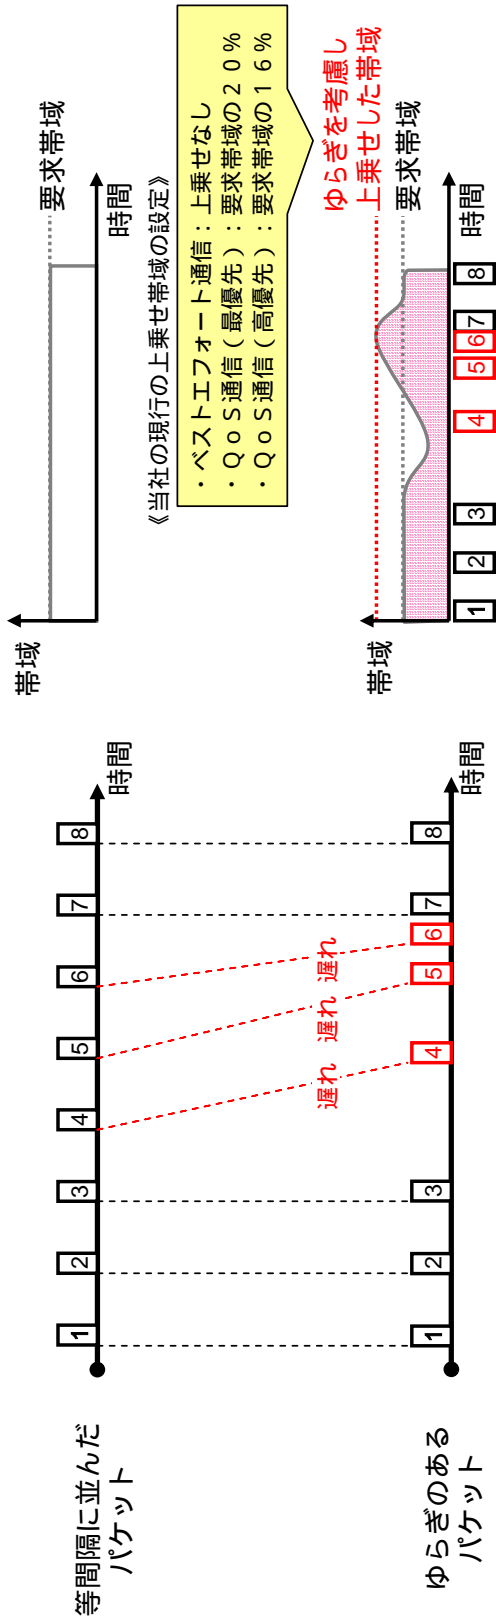 等間隔に並んだ
パケット
1 2 3 4 5 6 7 8
時間
遅れ 遅れ 遅れ
ゆらぎのある
パケット
1 2 3 4 5 6 7 8
時間
帯域
要求帯域
時間
《当社の現行の上乗せ帯域の設定》
・ベストエフォート通信：上乗せなし
・QoS通信（最優先）：要求帯域の20％
・QoS通信（高優先）：要求帯域の16％
ゆらぎを考慮し
上乗せした帯域
帯域
要求帯域
時間
1 2 3 4 5 6 7 8